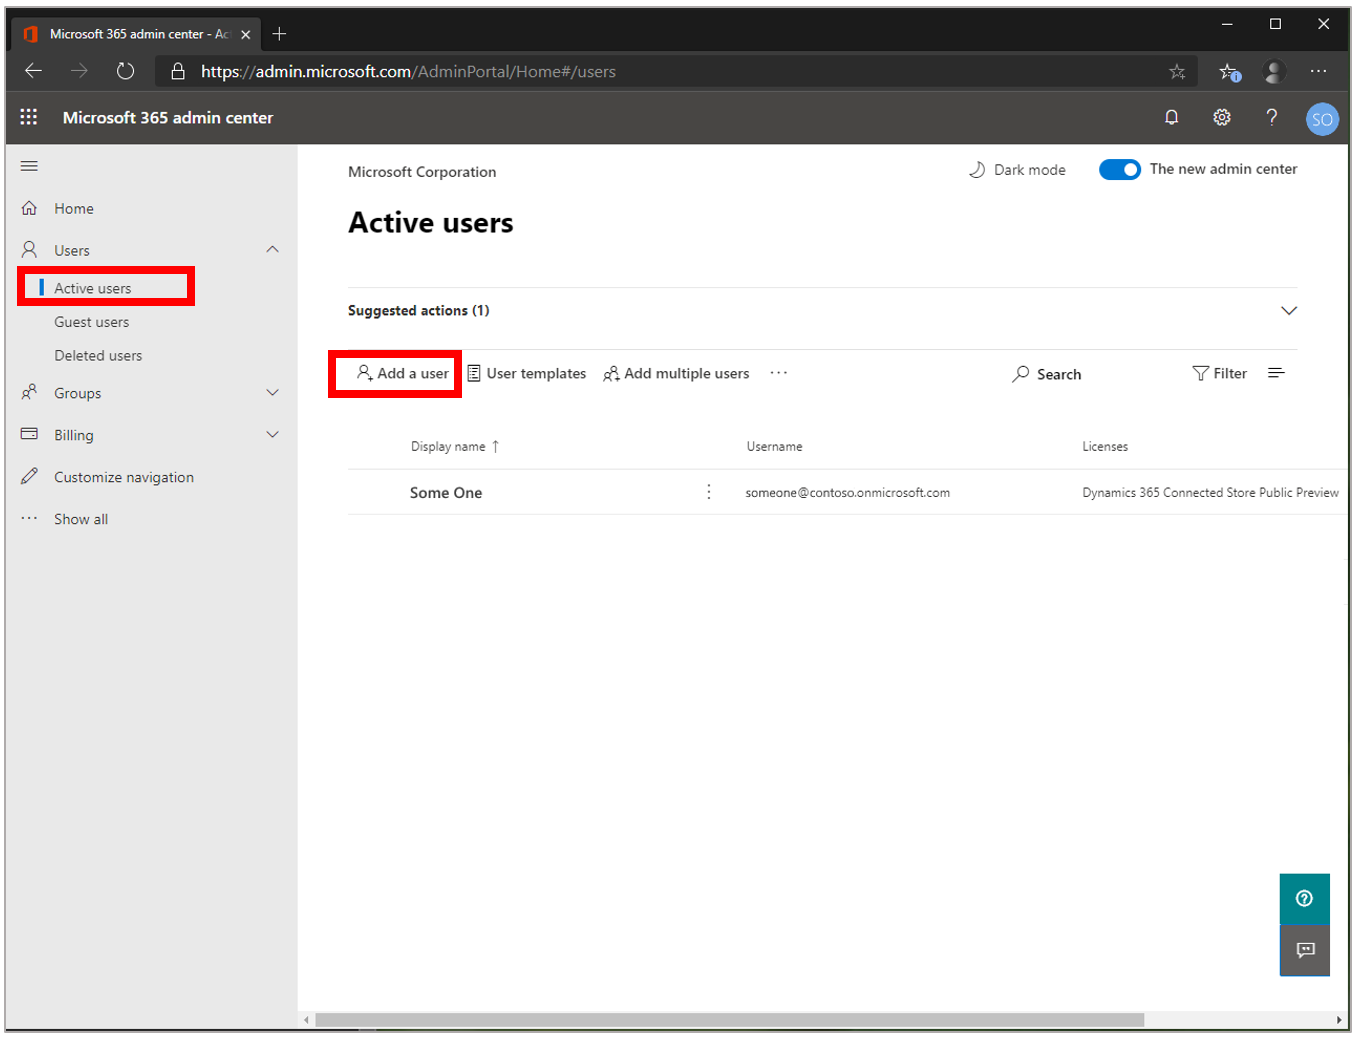 Microsoft 365 admin center - Ac
https://admin.microsoft.com/AdminPortal/Home#/users
Microsoft 365 admin center
SO
Microsoft Corporation
Dark mode
The new admin center
Home
Users
Active users
Guest users
Deleted users
Groups
Billing
Customize navigation
Show all
Active users
Suggested actions (1)
Add a user
User templates
Add multiple users
Search
Filter
Display name ↑
Username
Licenses
Some One
someone@contoso.onmicrosoft.com
Dynamics 365 Connected Store Public Preview